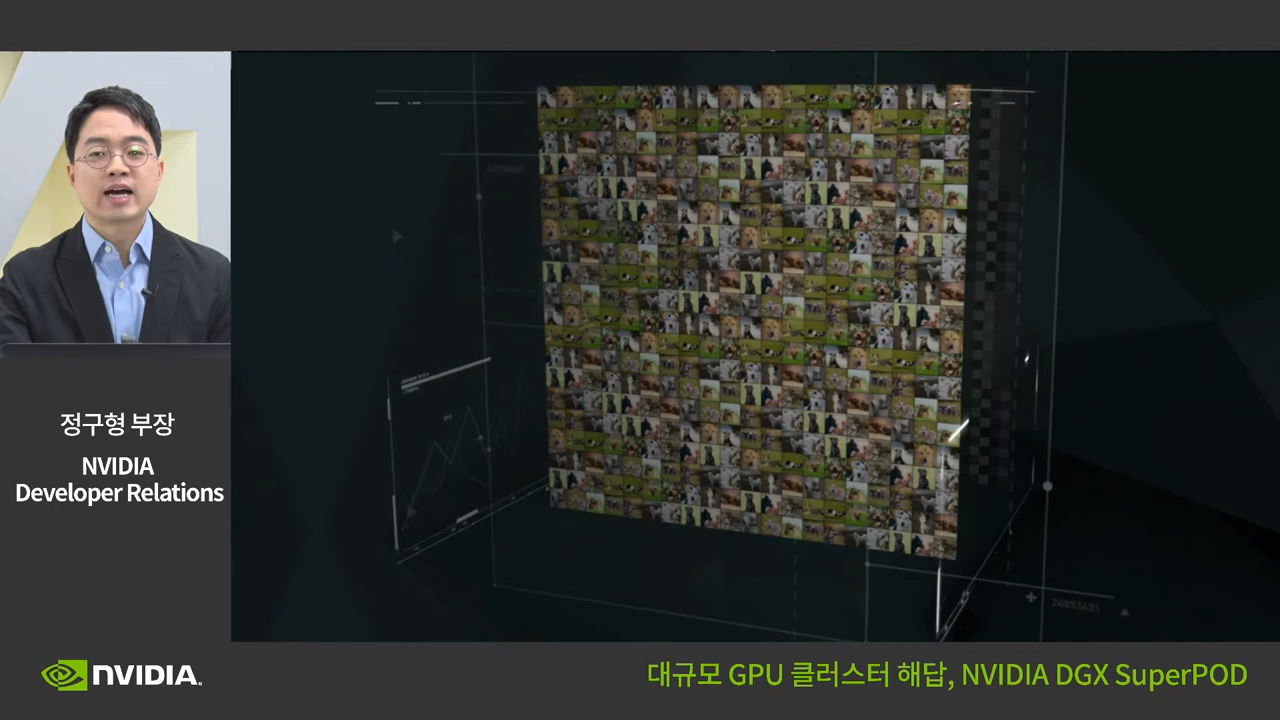 정구형 부장
NVIDIA
Developer Relations
NVIDIA.
대규모 GPU 클러스터 해답, NVIDIA DGX SuperPOD